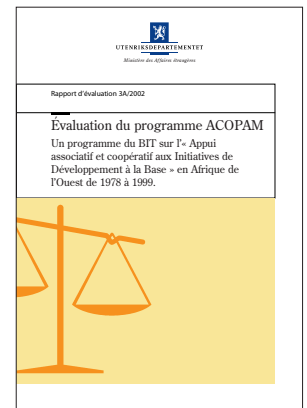 UTENRIKSDEPARTEMENTET
Ministère des Affaires étrangères
Rapport d'évaluation 3A/2002
Évaluation du programme ACOPAM
Un programme du BIT sur l'« Appui
associatif et coopératif aux Initiatives de
Développement à la Base » en Afrique de
l'Ouest de 1978 à 1999.